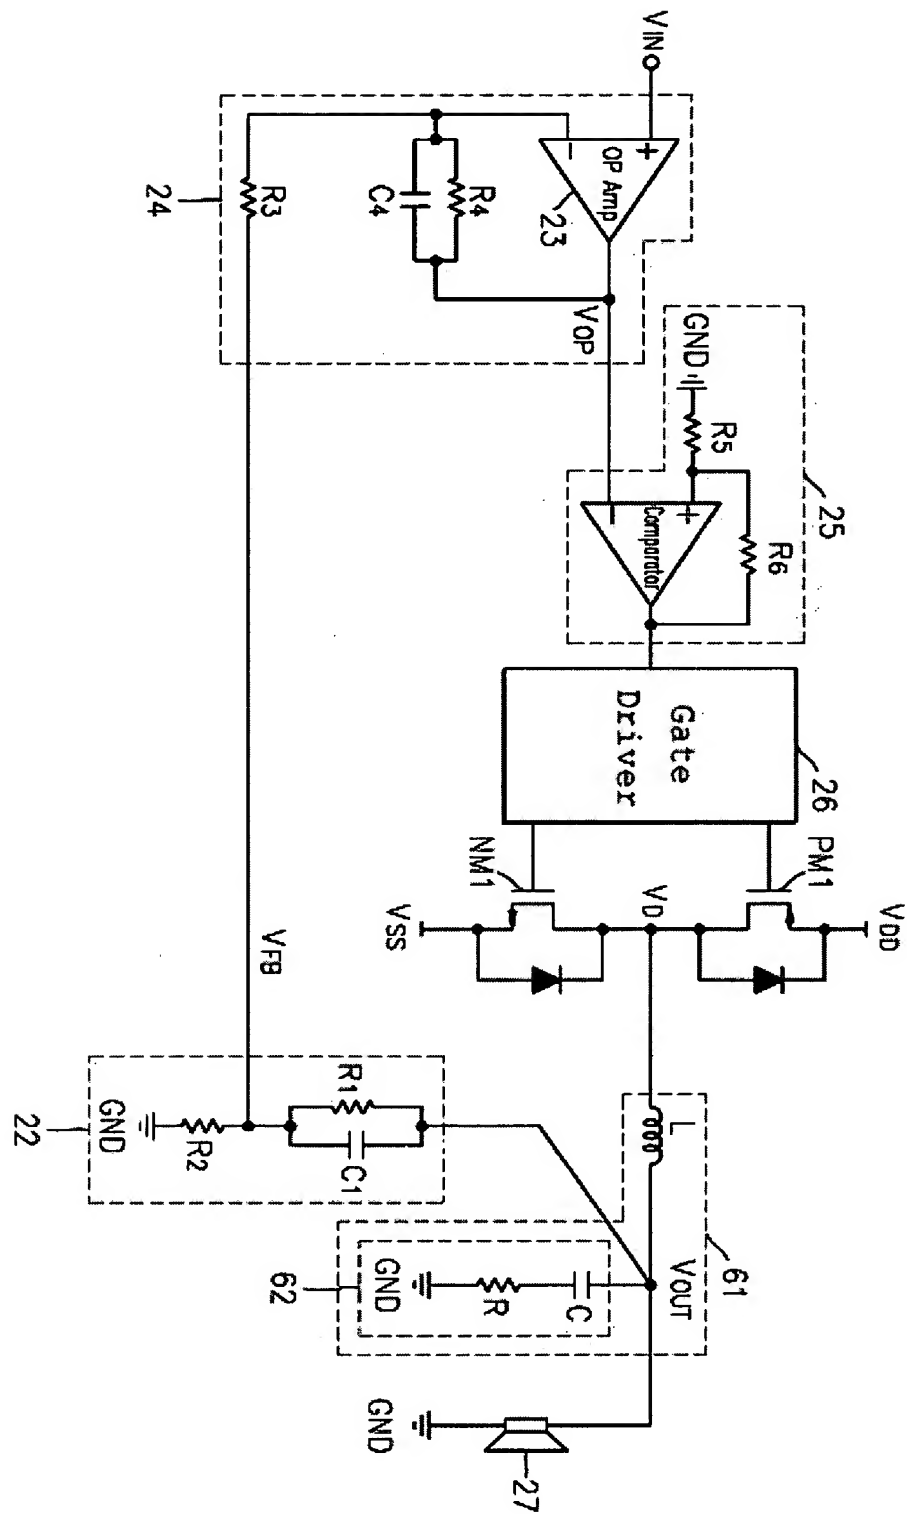 VDD
25
26
PM1
R6
61
R5
GND
VOUT
L
+
Gate
Driver
VIN
+
OP Amp
−
Comparator
−
VD
VOP
C
23
27
R
NM1
R4
VSS
GND
GND
C4
C1
R1
62
R3
VFB
R2
24
GND
22